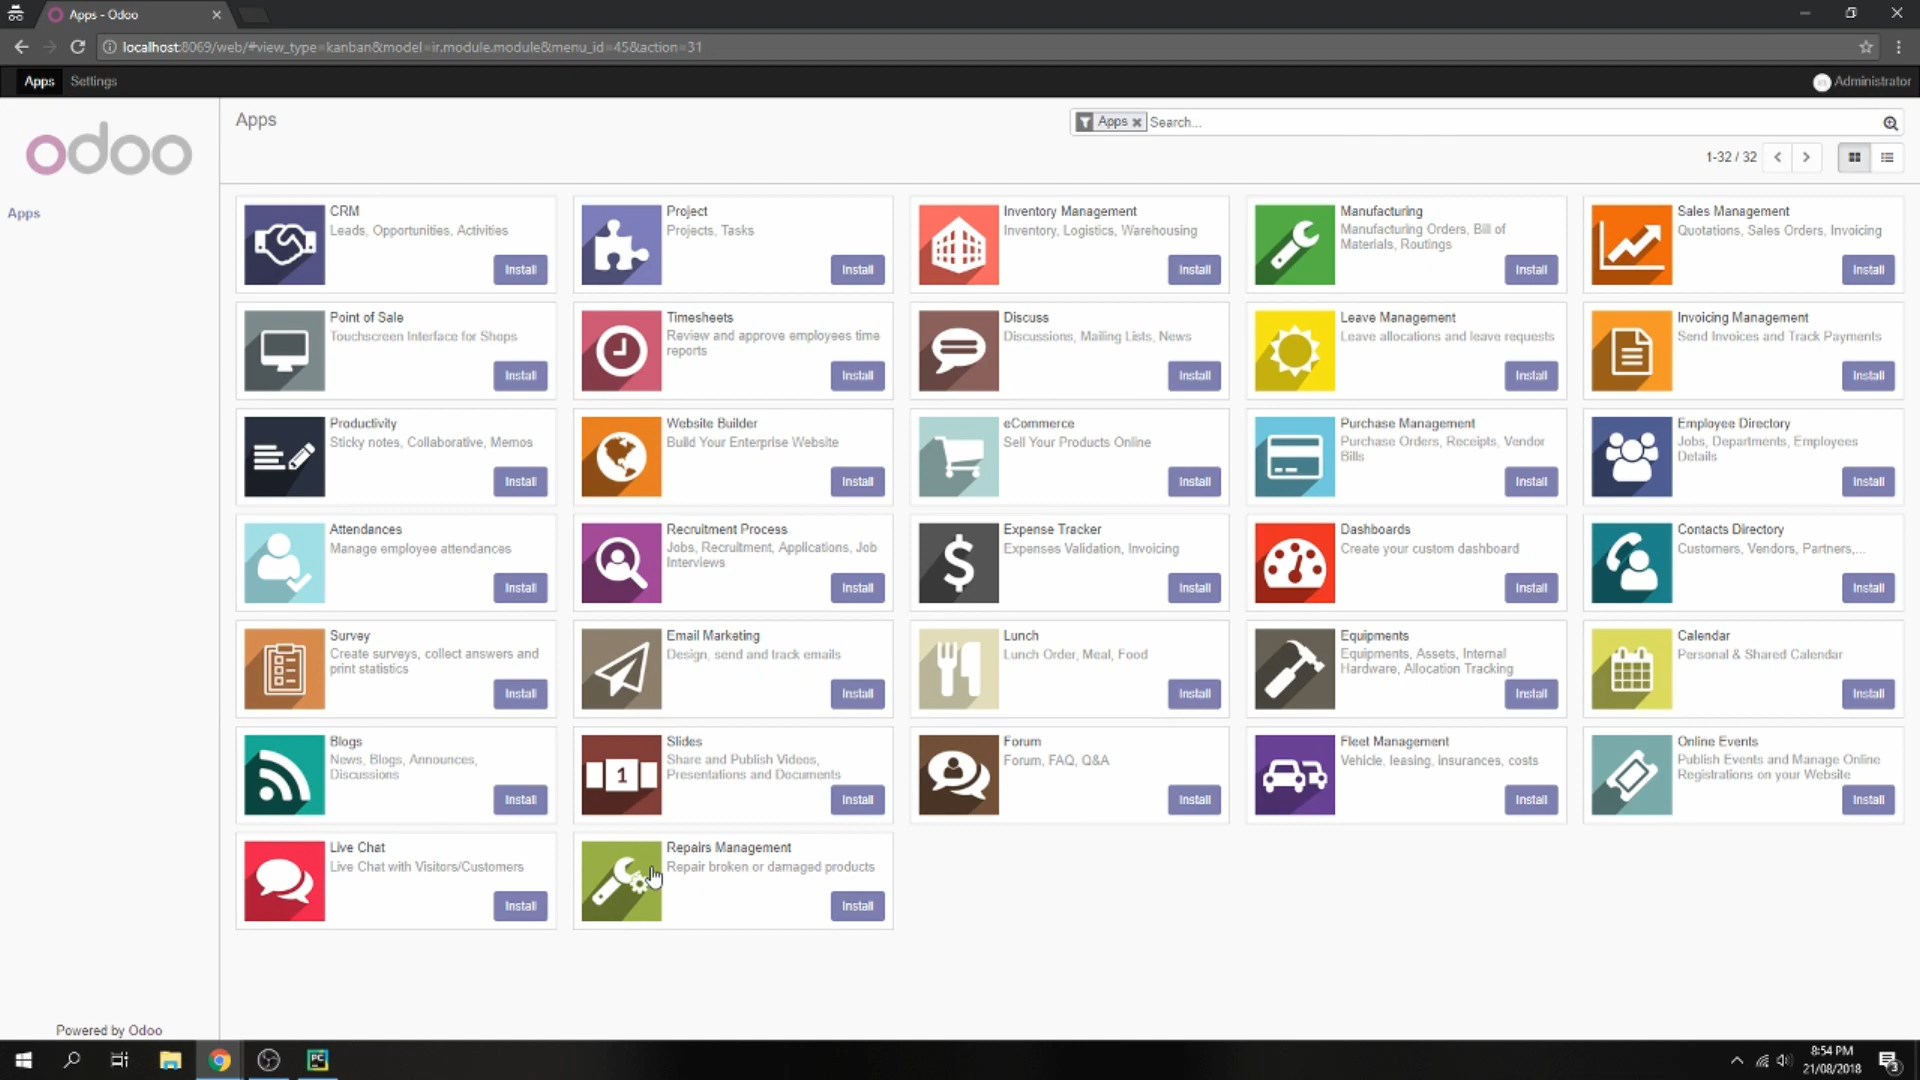 Apps - Odoo
localhost:8069/web/#view_type=kanban&model=ir.module.module&menu_id=45&action=31
Apps Settings Administrator
odoo
Apps
Apps
Apps Search...
1-32 / 32
CRM
Leads, Opportunities, Activities
Install
Project
Projects, Tasks
Install
Inventory Management
Inventory, Logistics, Warehousing
Install
Manufacturing
Manufacturing Orders, Bill of
Materials, Routings
Install
Sales Management
Quotations, Sales Orders, Invoicing
Install
Point of Sale
Touchscreen Interface for Shops
Install
Timesheets
Review and approve employees time
reports
Install
Discuss
Discussions, Mailing Lists, News
Install
Leave Management
Leave allocations and leave requests
Install
Invoicing Management
Send Invoices and Track Payments
Install
Productivity
Sticky notes, Collaborative, Memos
Install
Website Builder
Build Your Enterprise Website
Install
eCommerce
Sell Your Products Online
Install
Purchase Management
Purchase Orders, Receipts, Vendor
Bills
Install
Employee Directory
Jobs, Departments, Employees
Details
Install
Attendances
Manage employee attendances
Install
Recruitment Process
Jobs, Recruitment, Applications, Job
Interviews
Install
Expense Tracker
Expenses Validation, Invoicing
Install
Dashboards
Create your custom dashboard
Install
Contacts Directory
Customers, Vendors, Partners,...
Install
Survey
Create surveys, collect answers and
print statistics
Install
Email Marketing
Design, send and track emails
Install
Lunch
Lunch Order, Meal, Food
Install
Equipments
Equipments, Assets, Internal
Hardware, Allocation Tracking
Install
Calendar
Personal & Shared Calendar
Install
Blogs
News, Blogs, Announces,
Discussions
Install
1
Slides
Share and Publish Videos,
Presentations and Documents
Install
Forum
Forum, FAQ, Q&A
Install
Fleet Management
Vehicle, leasing, insurances, costs
Install
Online Events
Publish Events and Manage Online
Registrations on your Website
Install
Live Chat
Live Chat with Visitors/Customers
Install
Repairs Management
Repair broken or damaged products
Install
Powered by Odoo
PC
8:54 PM
21/08/2018
3